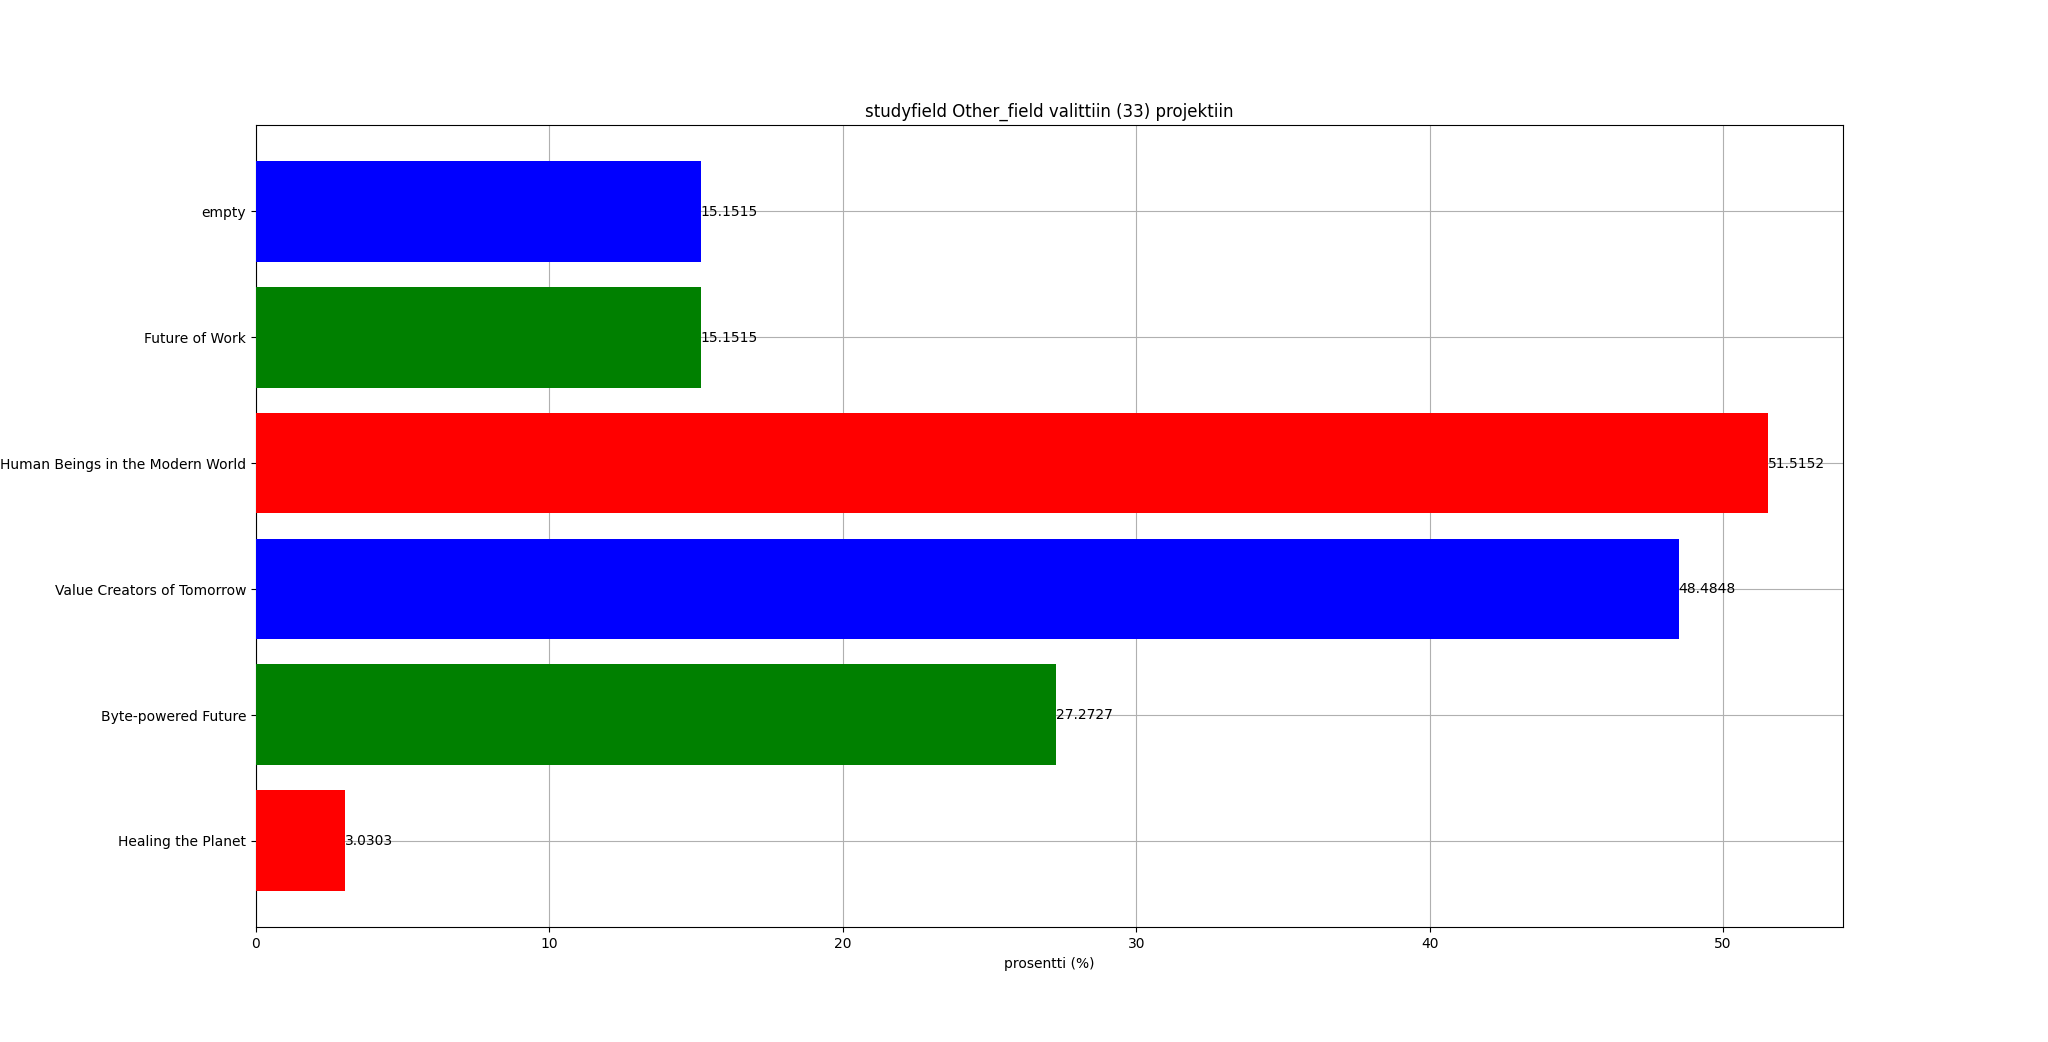 studyfield Other_field valittiin (33) projektiin
empty
15.1515
Future of Work
15.1515
Human Beings in the Modern World
51.5152
Value Creators of Tomorrow
48.4848
Byte-powered Future
27.2727
Healing the Planet
3.0303
0 10 20 30 40 50
prosentti (%)